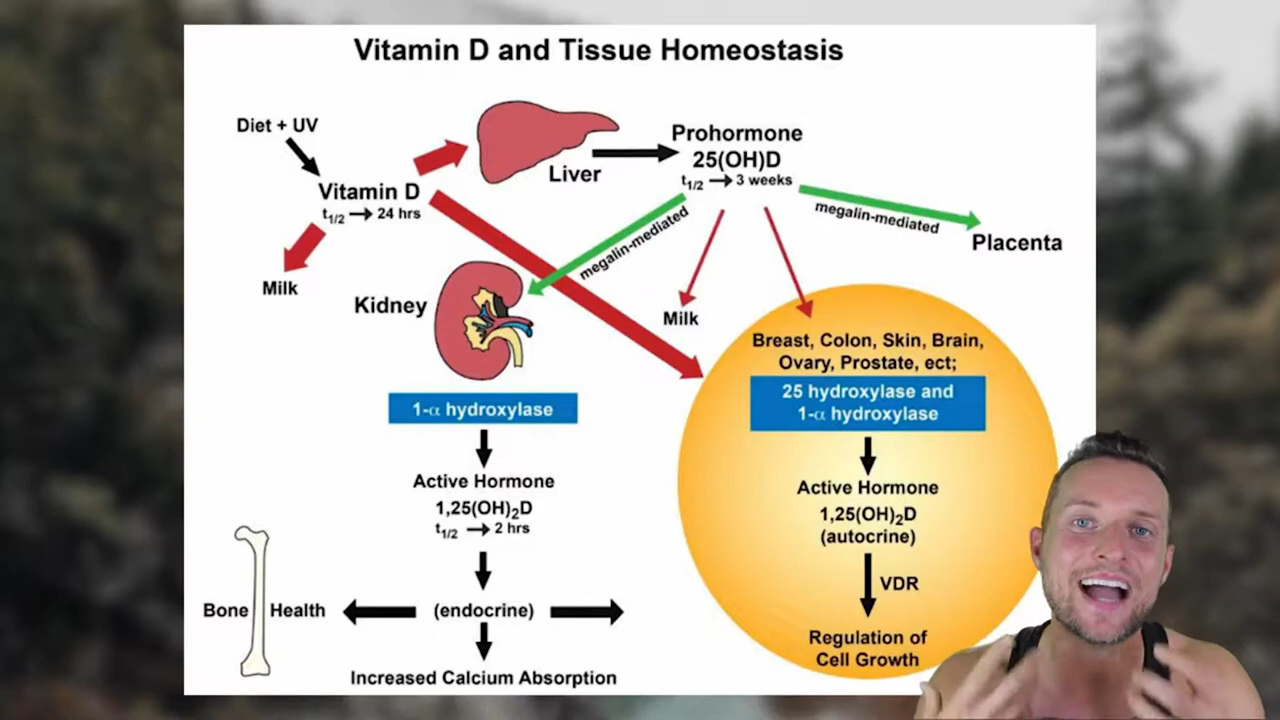 Vitamin D and Tissue Homeostasis
Diet + UV
Vitamin D
t1/2 → 24 hrs
Milk
Liver
Prohormone
25(OH)D
t1/2 → 3 weeks
megalin-mediated
megalin-mediated
Placenta
Kidney
Milk
1-α hydroxylase
Active Hormone
1,25(OH)2D
t1/2 → 2 hrs
(endocrine)
Bone Health
Increased Calcium Absorption
Breast, Colon, Skin, Brain,
Ovary, Prostate, ect;
25 hydroxylase and
1-α hydroxylase
Active Hormone
1,25(OH)2D
(autocrine)
VDR
Regulation of
Cell Growth